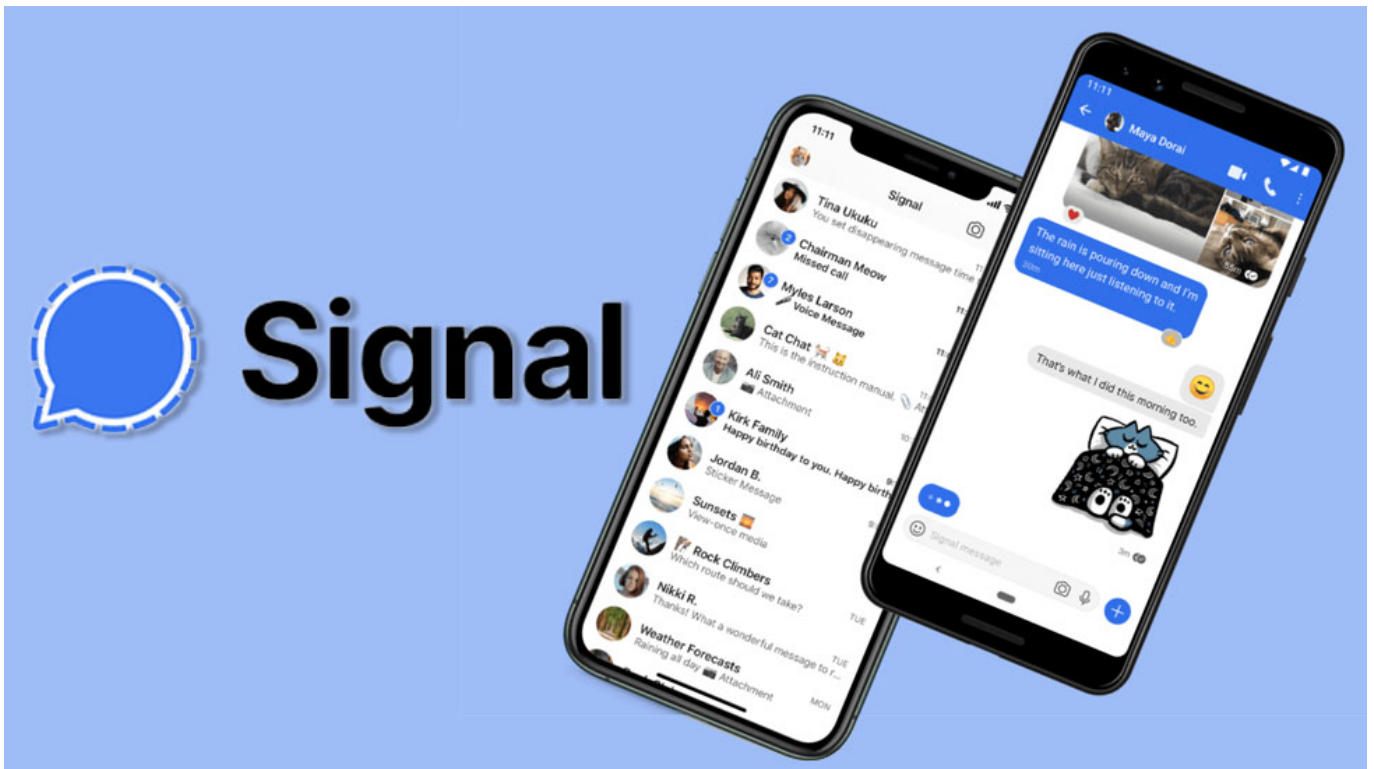 Signal
11:11
Signal
Tina Ukuku
You set disappearing message time
2
Chairman Meow
Missed call
Myles Larson
Voice Message
Cat Chat
This is the instruction manual.
Ali Smith
Attachment
1
Kirk Family
Happy birthday to you. Happy birth
Jordan B.
Sticker Message
Sunsets
View-once media
Rock Climbers
Which route should we take?
TUE
Nikki R.
Thanks! What a wonderful message to r...
TUE
Weather Forecasts
Raining all day Attachment
MON
11:11
Maya Dorai
The rain is pouring down and I'm
sitting here just listening to it.
30m
That's what I did this morning too.
3m
Signal message